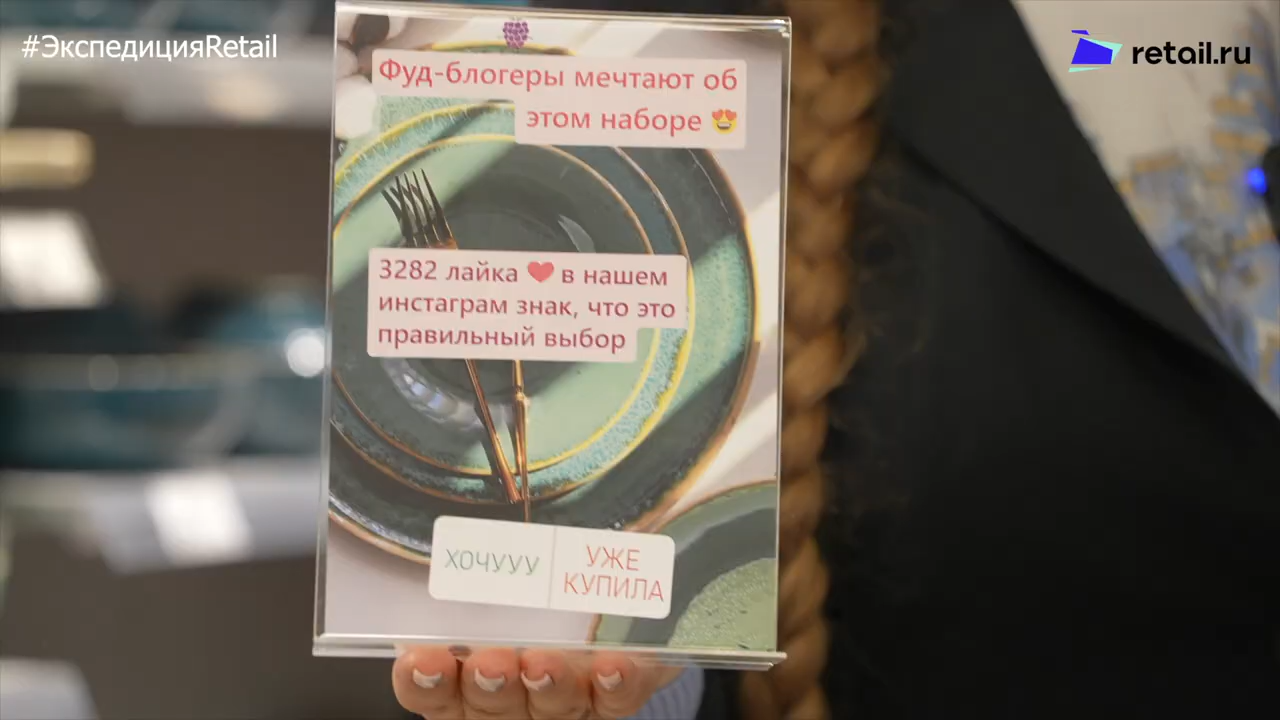 #ЭкспедицияRetail
retail.ru
Фуд-блогеры мечтают об
этом наборе 😍
3282 лайка ❤️ в нашем
инстаграм знак, что это
правильный выбор
ХОЧУУУ
УЖЕ
КУПИЛА